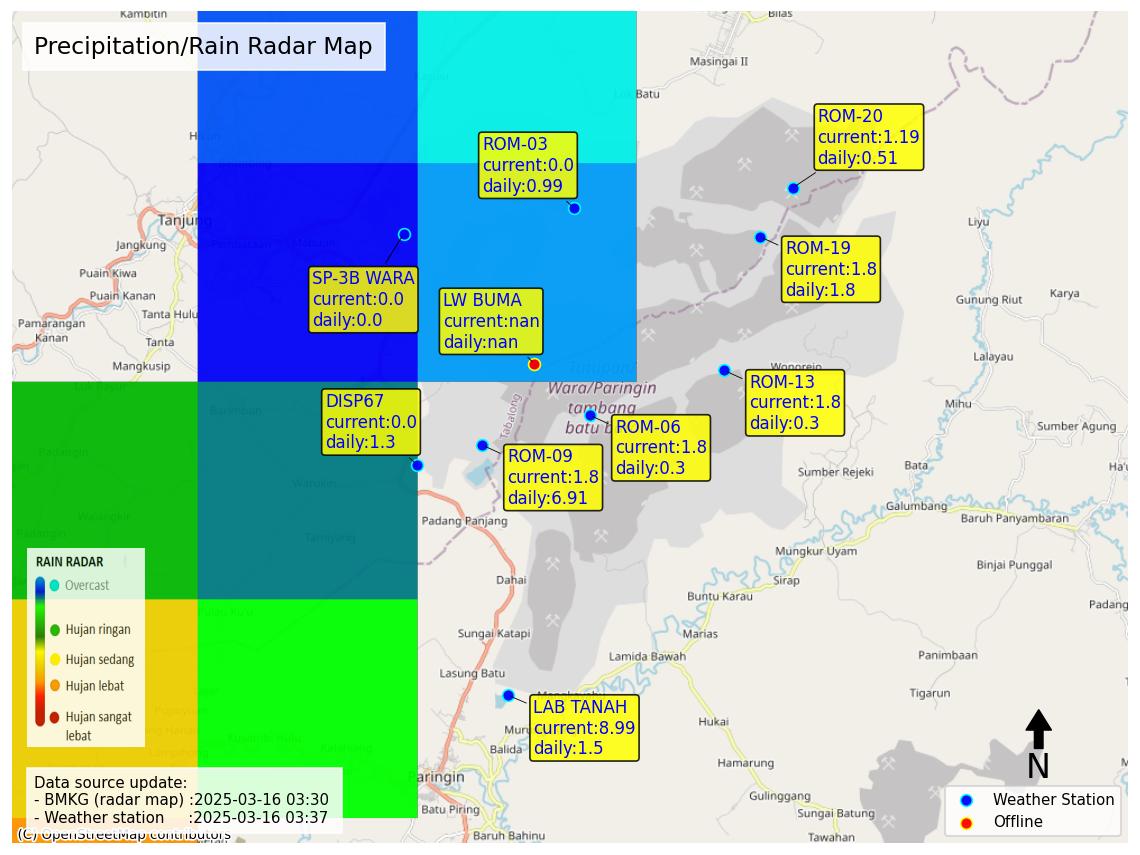 Kambitin
Bilas
Precipitation/Rain Radar Map
Masingai II
Kapului
Lok Batu
ROM-20
current:1.19
daily:0.51
ROM-03
current:0.0
daily:0.99
Tanjung
Liyu
Jangkung
ROM-19
current:1.8
daily:1.8
Puain Kiwa
SP-3B WARA
current:0.0
daily:0.0
LW BUMA
current:nan
daily:nan
Puain Kanan
Gunung Riut
Karya
Tanta Hulu
Pamarangan
Kanan
Tanta
Lalayau
Mangkusip
Wonorejo
Tutupan/
Wara/Paringin
tambang
batu
ROM-13
current:1.8
daily:0.3
DISP67
current:0.0
daily:1.3
Tabalong
Mihu
ROM-06
current:1.8
daily:0.3
Sumber Agung
ROM-09
current:1.8
daily:6.91
Sumber Rejeki
Bata
Ha'u
Warukin
Galumbang
Padang Panjang
Baruh Panyambaran
Tamiyang
Mungkur Uyam
Binjai Punggal
RAIN RADAR
Overcast
Hujan ringan
Hujan sedang
Hujan lebat
Hujan sangat
lebat
Dahai
Sirap
Buntu Karau
Padang
Sungai Katapi
Marias
Lamida Bawah
Panimbaan
Lasung Batu
Tigarun
LAB TANAH
current:8.99
daily:1.5
Hukai
Balida
Hamarung
Paringin
Data source update:
- BMKG (radar map) :2025-03-16 03:30
- Weather station :2025-03-16 03:37
N
Gulinggang
Batu Piring
Sungai Batung
Baruh Bahinu
Tawahan
Weather Station
Offline
(C) OpenStreetMap contributors